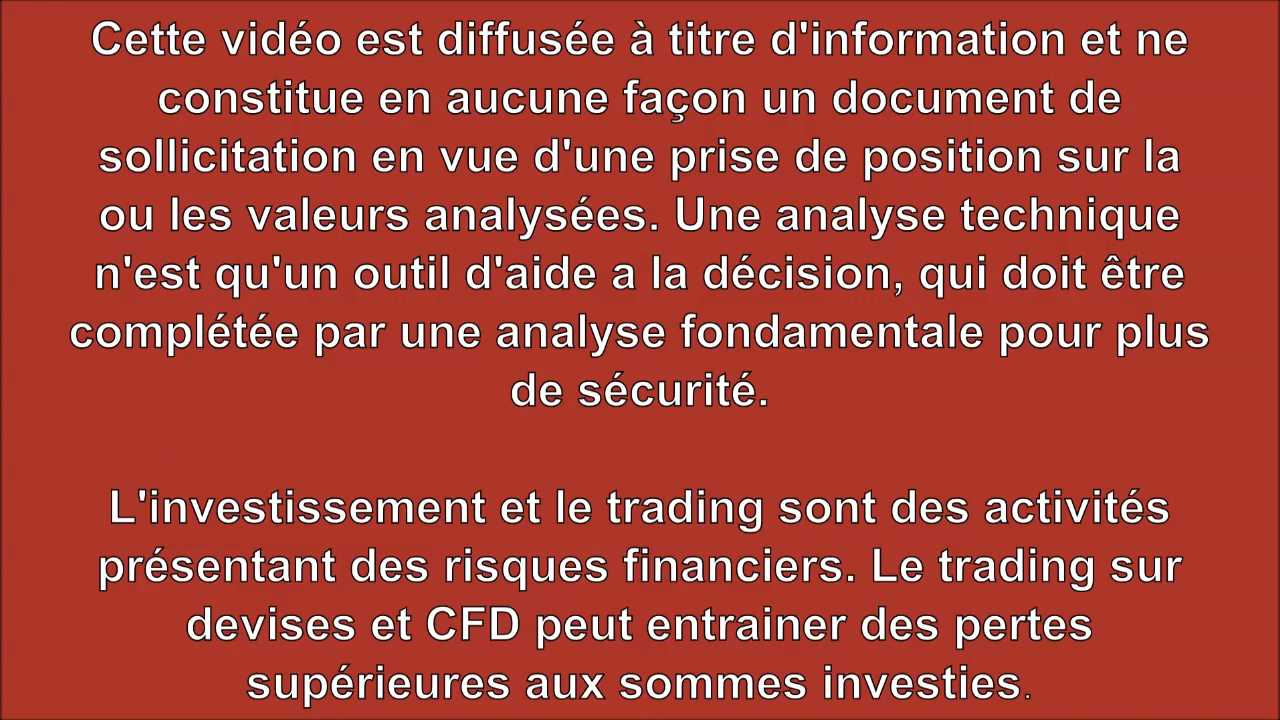 Cette vidéo est diffusée à titre d'information et ne
constitue en aucune façon un document de
sollicitation en vue d'une prise de position sur la
ou les valeurs analysées. Une analyse technique
n'est qu'un outil d'aide a la décision, qui doit être
complétée par une analyse fondamentale pour plus
de sécurité.
L'investissement et le trading sont des activités
présentant des risques financiers. Le trading sur
devises et CFD peut entrainer des pertes
supérieures aux sommes investies.